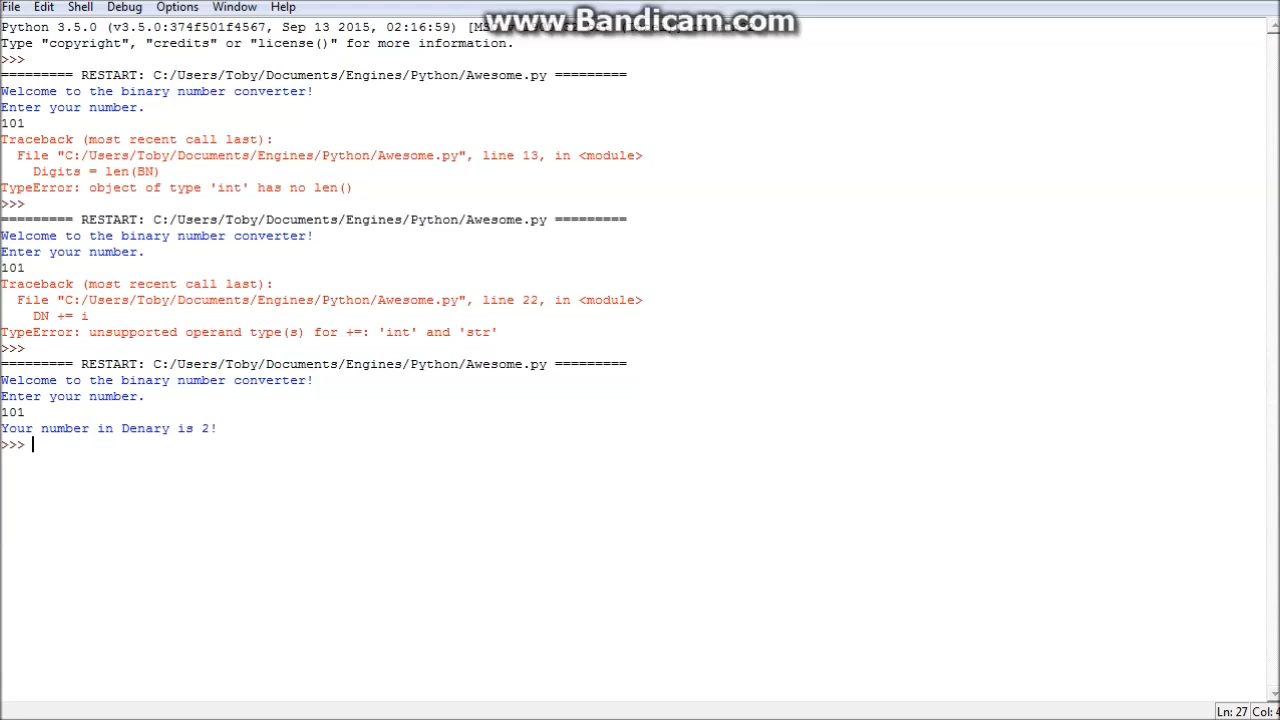 File Edit Shell Debug Options Window Help
www.Bandicam.com
Python 3.5.0 (v3.5.0:374f501f4567, Sep 13 2015, 02:16:59) [MS
Type "copyright", "credits" or "license()" for more information.
>>>
========= RESTART: C:/Users/Toby/Documents/Engines/Python/Awesome.py =========
Welcome to the binary number converter!
Enter your number.
101
Traceback (most recent call last):
  File "C:/Users/Toby/Documents/Engines/Python/Awesome.py", line 13, in <module>
    Digits = len(BN)
TypeError: object of type 'int' has no len()
>>>
========= RESTART: C:/Users/Toby/Documents/Engines/Python/Awesome.py =========
Welcome to the binary number converter!
Enter your number.
101
Traceback (most recent call last):
  File "C:/Users/Toby/Documents/Engines/Python/Awesome.py", line 22, in <module>
    DN += i
TypeError: unsupported operand type(s) for +=: 'int' and 'str'
>>>
========= RESTART: C:/Users/Toby/Documents/Engines/Python/Awesome.py =========
Welcome to the binary number converter!
Enter your number.
101
Your number in Denary is 2!
>>>
Ln: 27 Col: 4